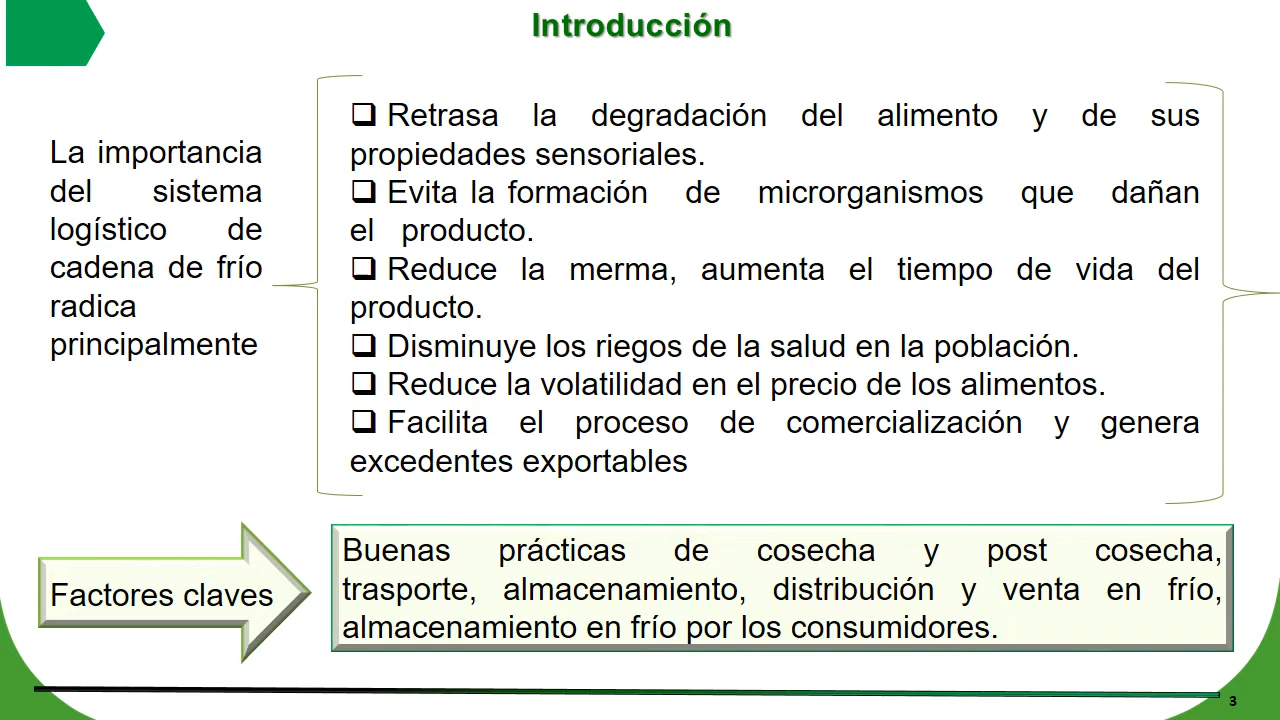 Introducción
La importancia
del sistema
logístico de
cadena de frío
radica
principalmente
❑ Retrasa la degradación del alimento y de sus
propiedades sensoriales.
❑ Evita la formación de microrganismos que dañan
el producto.
❑ Reduce la merma, aumenta el tiempo de vida del
producto.
❑ Disminuye los riegos de la salud en la población.
❑ Reduce la volatilidad en el precio de los alimentos.
❑ Facilita el proceso de comercialización y genera
excedentes exportables
Factores claves
Buenas prácticas de cosecha y post cosecha,
trasporte, almacenamiento, distribución y venta en frío,
almacenamiento en frío por los consumidores.
3